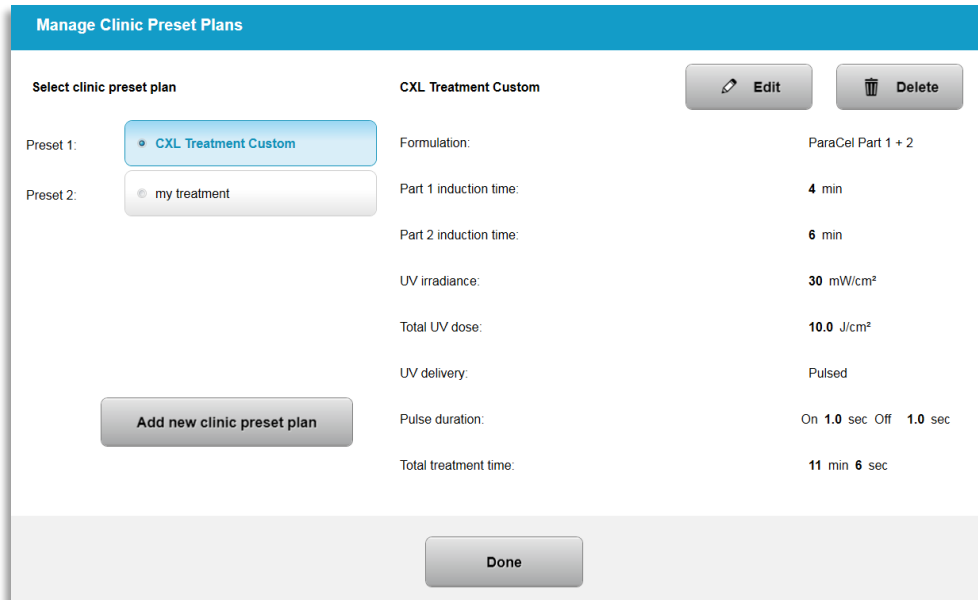 Manage Clinic Preset Plans
Select clinic preset plan
CXL Treatment Custom
Edit
Delete
Preset 1:
CXL Treatment Custom
Preset 2:
my treatment
Add new clinic preset plan
Formulation: ParaCel Part 1 + 2
Part 1 induction time: 4 min
Part 2 induction time: 6 min
UV irradiance: 30 mW/cm²
Total UV dose: 10.0 J/cm²
UV delivery: Pulsed
Pulse duration: On 1.0 sec Off 1.0 sec
Total treatment time: 11 min 6 sec
Done